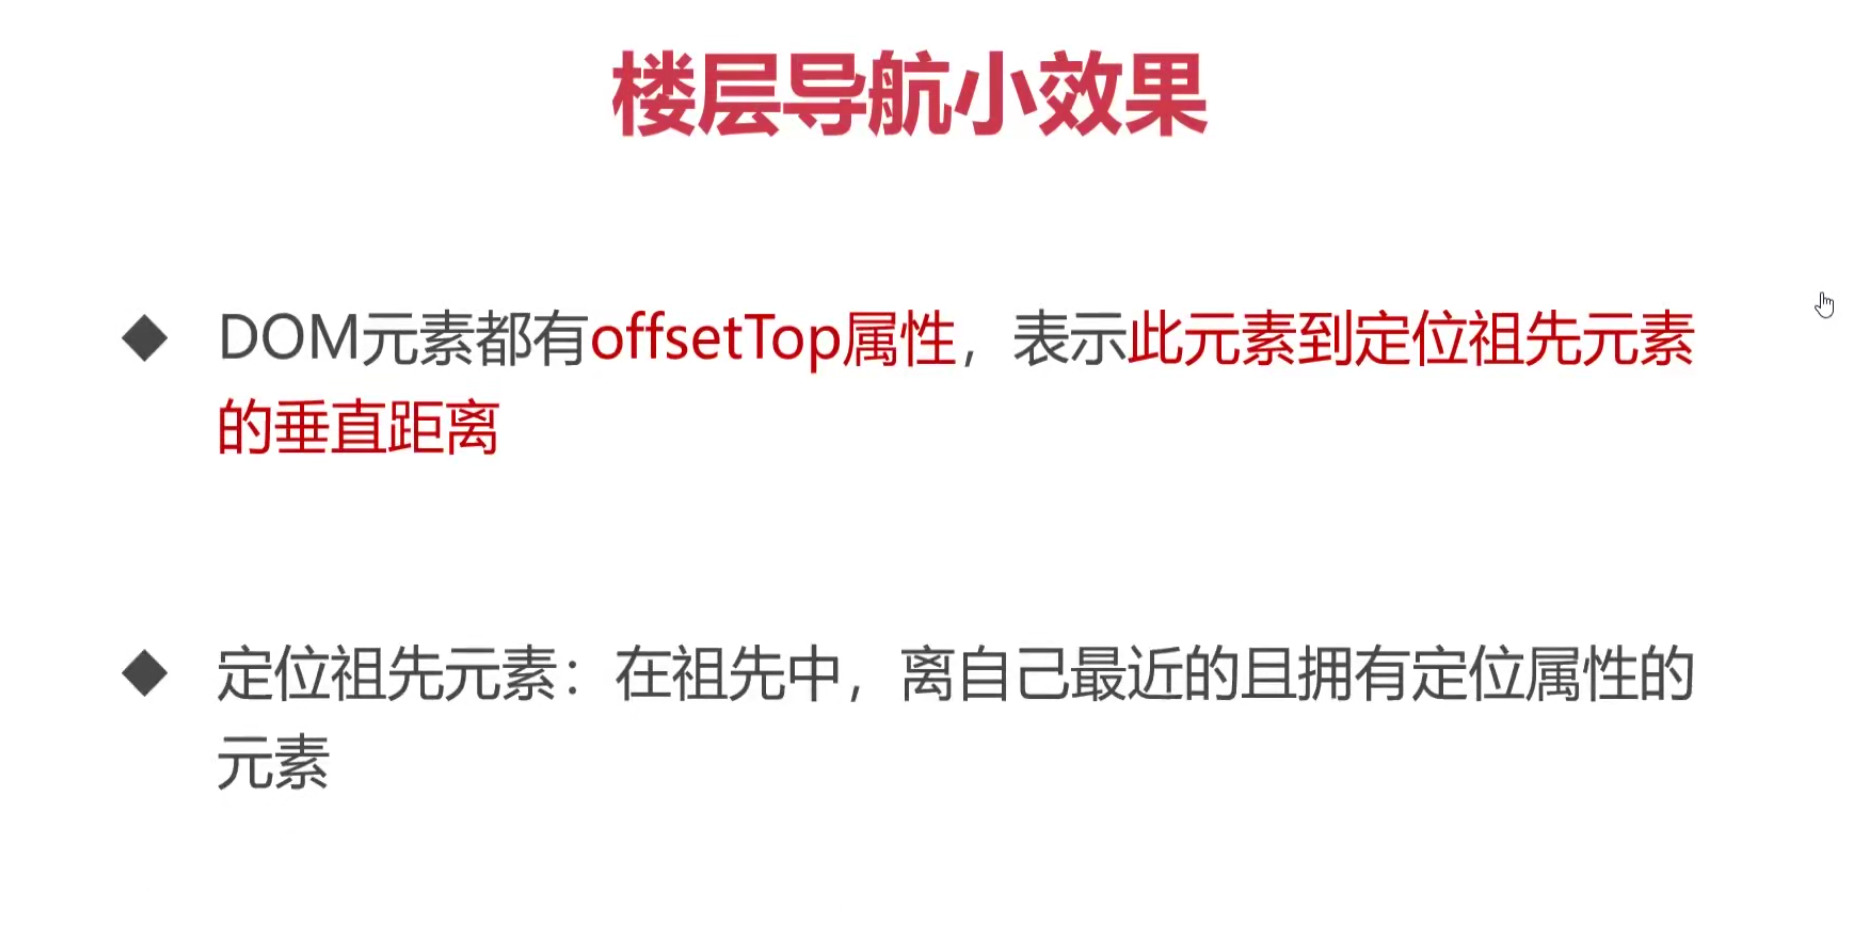 楼层导航小效果
◆ DOM元素都有offsetTop属性，表示此元素到定位祖先元素
的垂直距离
◆ 定位祖先元素：在祖先中，离自己最近的且拥有定位属性的
元素